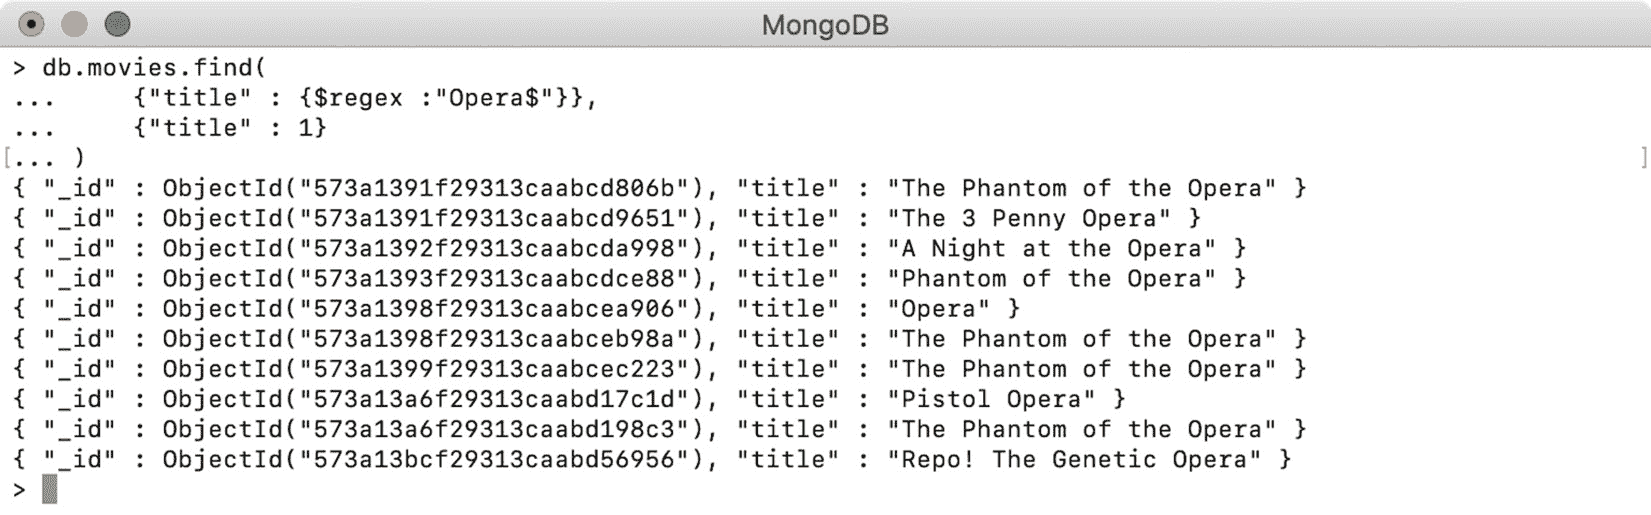 MongoDB
> db.movies.find(
...     {"title" : {$regex :"Opera$"}},
...     {"title" : 1}
[... ) ]
{ "_id" : ObjectId("573a1391f29313caabcd806b"), "title" : "The Phantom of the Opera" }
{ "_id" : ObjectId("573a1391f29313caabcd9651"), "title" : "The 3 Penny Opera" }
{ "_id" : ObjectId("573a1392f29313caabcda998"), "title" : "A Night at the Opera" }
{ "_id" : ObjectId("573a1393f29313caabcdce88"), "title" : "Phantom of the Opera" }
{ "_id" : ObjectId("573a1398f29313caabcea906"), "title" : "Opera" }
{ "_id" : ObjectId("573a1398f29313caabceb98a"), "title" : "The Phantom of the Opera" }
{ "_id" : ObjectId("573a1399f29313caabcec223"), "title" : "The Phantom of the Opera" }
{ "_id" : ObjectId("573a13a6f29313caabd17c1d"), "title" : "Pistol Opera" }
{ "_id" : ObjectId("573a13a6f29313caabd198c3"), "title" : "The Phantom of the Opera" }
{ "_id" : ObjectId("573a13bcf29313caabd56956"), "title" : "Repo! The Genetic Opera" }
>